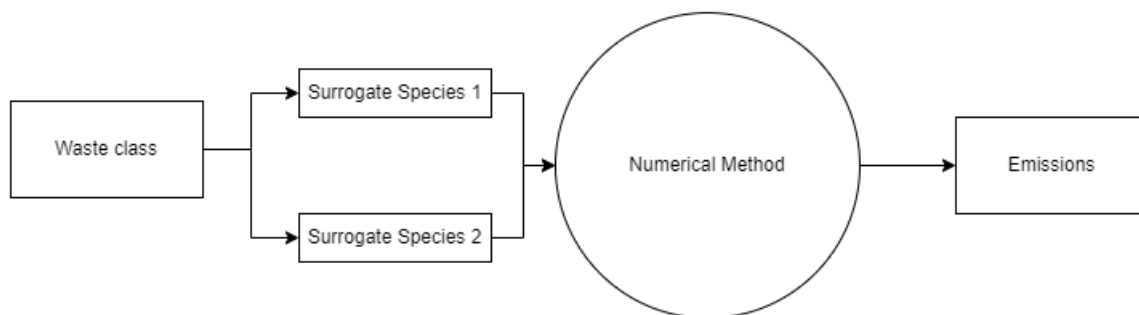 Waste class
Surrogate Species 1
Surrogate Species 2
Numerical Method
Emissions